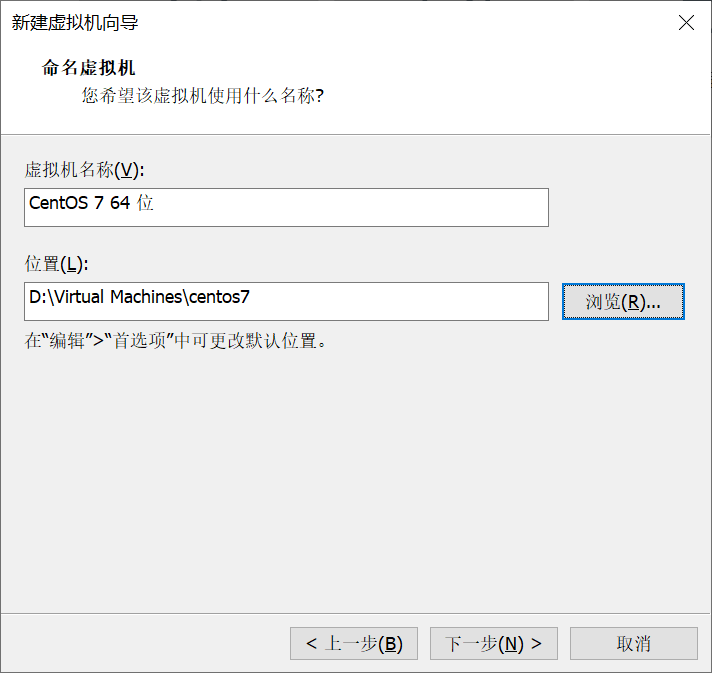 新建虚拟机向导
命名虚拟机
您希望该虚拟机使用什么名称?
虚拟机名称(V):
CentOS 7 64 位
位置(L):
D:\Virtual Machines\centos7
浏览(R)...
在“编辑”>“首选项”中可更改默认位置。
< 上一步(B)
下一步(N) >
取消